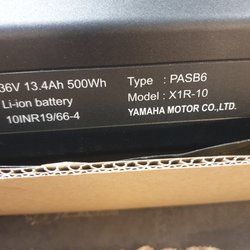 36V 13.4Ah 500Wh
Li-ion battery
10INR19/66-4
Type : PASB6
Model : X1R-10
YAMAHA MOTOR CO.,LTD.